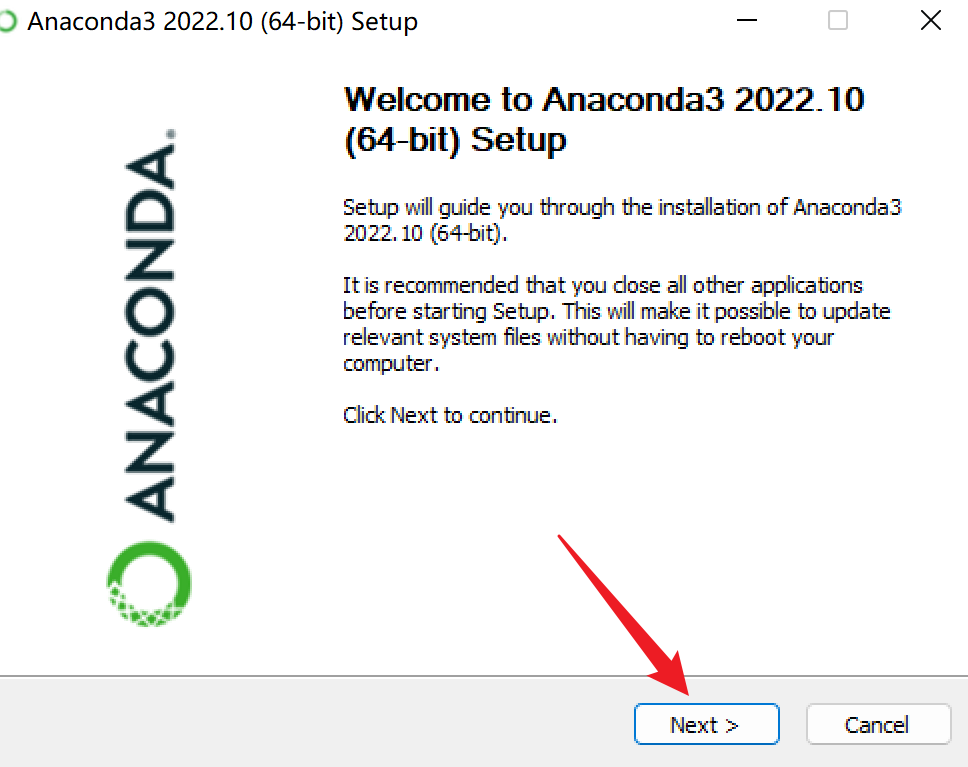 Anaconda3 2022.10 (64-bit) Setup
ANACONDA.
Welcome to Anaconda3 2022.10
(64-bit) Setup
Setup will guide you through the installation of Anaconda3
2022.10 (64-bit).
It is recommended that you close all other applications
before starting Setup. This will make it possible to update
relevant system files without having to reboot your
computer.
Click Next to continue.
Next >
Cancel